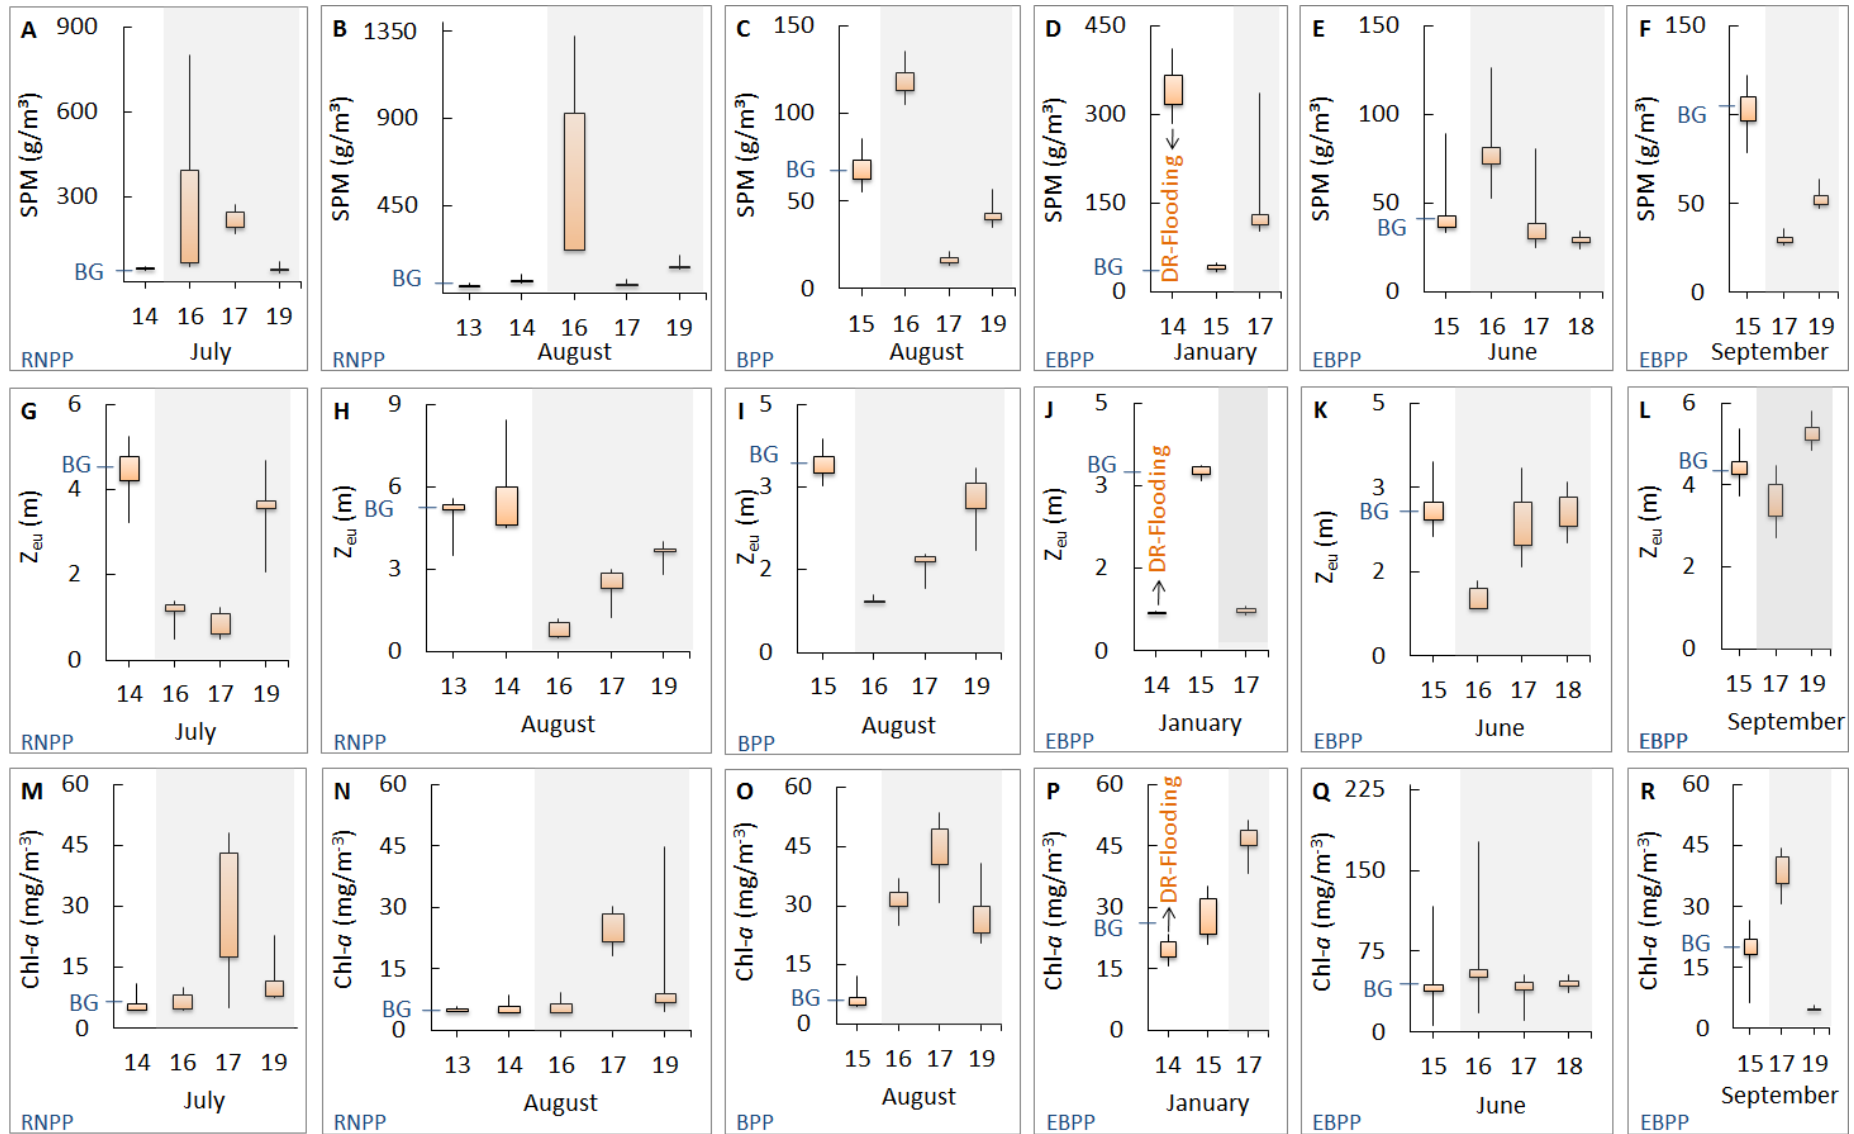 A
900
600
300
BG
SPM (g/m³)
14 16 17 19
July
RNPP
B
1350
900
450
BG
SPM (g/m³)
13 14 16 17 19
August
RNPP
C
150
100
50
0
BG
SPM (g/m³)
15 16 17 19
August
BPP
D
450
300
150
0
BG
SPM (g/m³)
DR-Flooding
14 15 17
January
EBPP
E
150
100
50
0
BG
SPM (g/m³)
15 16 17 18
June
EBPP
F
150
50
0
BG
SPM (g/m³)
15 17 19
September
EBPP
G
6
4
2
0
BG
Zeu (m)
14 16 17 19
July
RNPP
H
9
6
3
0
BG
Zeu (m)
13 14 16 17 19
August
RNPP
I
5
3
2
0
BG
Zeu (m)
15 16 17 19
August
BPP
J
5
3
2
0
BG
Zeu (m)
DR-Flooding
14 15 17
January
EBPP
K
5
3
2
0
BG
Zeu (m)
15 16 17 18
June
EBPP
L
6
4
2
0
BG
Zeu (m)
15 17 19
September
EBPP
M
60
45
30
15
0
BG
Chl-a (mg/m-3)
14 16 17 19
July
RNPP
N
60
45
30
15
0
BG
Chl-a (mg/m-3)
13 14 16 17 19
August
RNPP
O
60
45
30
15
0
BG
Chl-a (mg/m-3)
15 16 17 19
August
BPP
P
60
45
30
15
0
BG
Chl-a (mg/m-3)
DR-Flooding
14 15 17
January
EBPP
Q
225
150
75
0
BG
Chl-a (mg/m-3)
15 16 17 18
June
EBPP
R
60
45
30
15
0
BG
Chl-a (mg/m-3)
15 17 19
September
EBPP